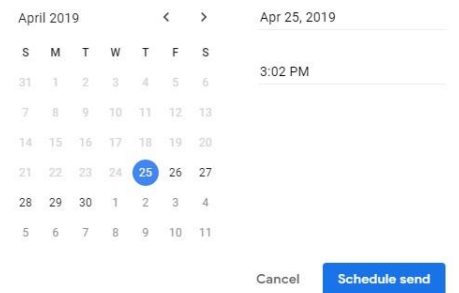 April 2019 < >
S M T W T F S
31 1 2 3 4 5 6
7 8 9 10 11 12 13
14 15 16 17 18 19 20
21 22 23 24 25 26 27
28 29 30 1 2 3 4
5 6 7 8 9 10 11
Apr 25, 2019
3:02 PM
Cancel Schedule send